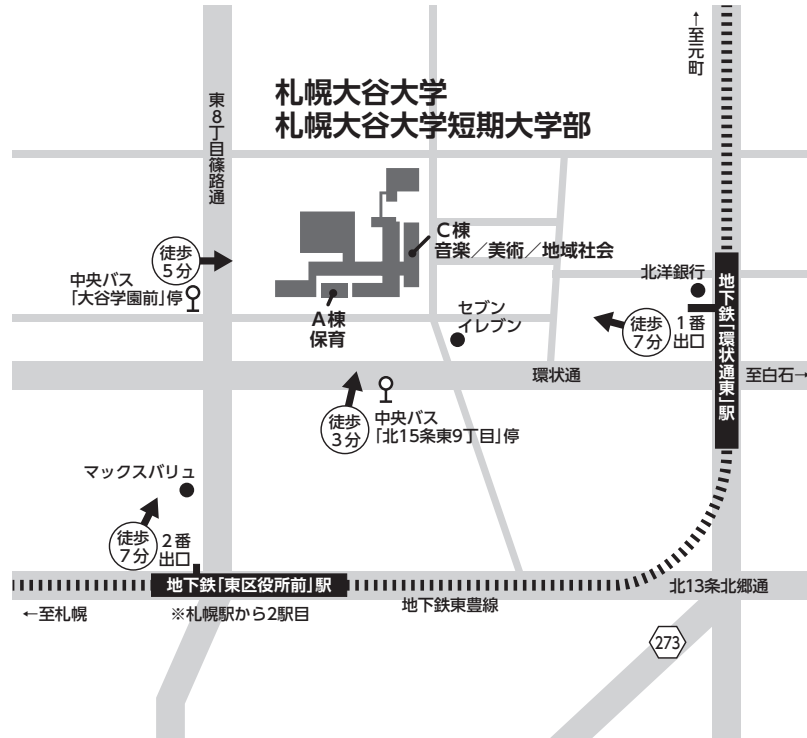 ↑至元町
札幌大谷大学
札幌大谷大学短期大学部
東8丁目篠路通
徒歩
5分
中央バス
「大谷学園前」停
C棟
音楽／美術／地域社会
A棟
保育
セブン
イレブン
北洋銀行
徒歩
7分
1番
出口
地下鉄「環状通東」駅
環状通
至白石→
徒歩
3分
中央バス
「北15条東9丁目」停
マックスバリュ
徒歩
7分
2番
出口
地下鉄「東区役所前」駅
北13条北郷通
←至札幌
※札幌駅から2駅目
地下鉄東豊線
273